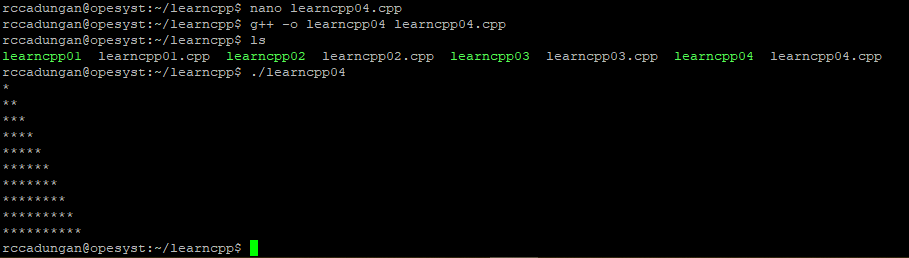 rccadungan@opesyst:~/learncpp$ nano learncpp04.cpp
rccadungan@opesyst:~/learncpp$ g++ -o learncpp04 learncpp04.cpp
rccadungan@opesyst:~/learncpp$ ls
learncpp01  learncpp01.cpp  learncpp02  learncpp02.cpp  learncpp03  learncpp03.cpp  learncpp04  learncpp04.cpp
rccadungan@opesyst:~/learncpp$ ./learncpp04
*
**
***
****
*****
******
*******
********
*********
**********
rccadungan@opesyst:~/learncpp$